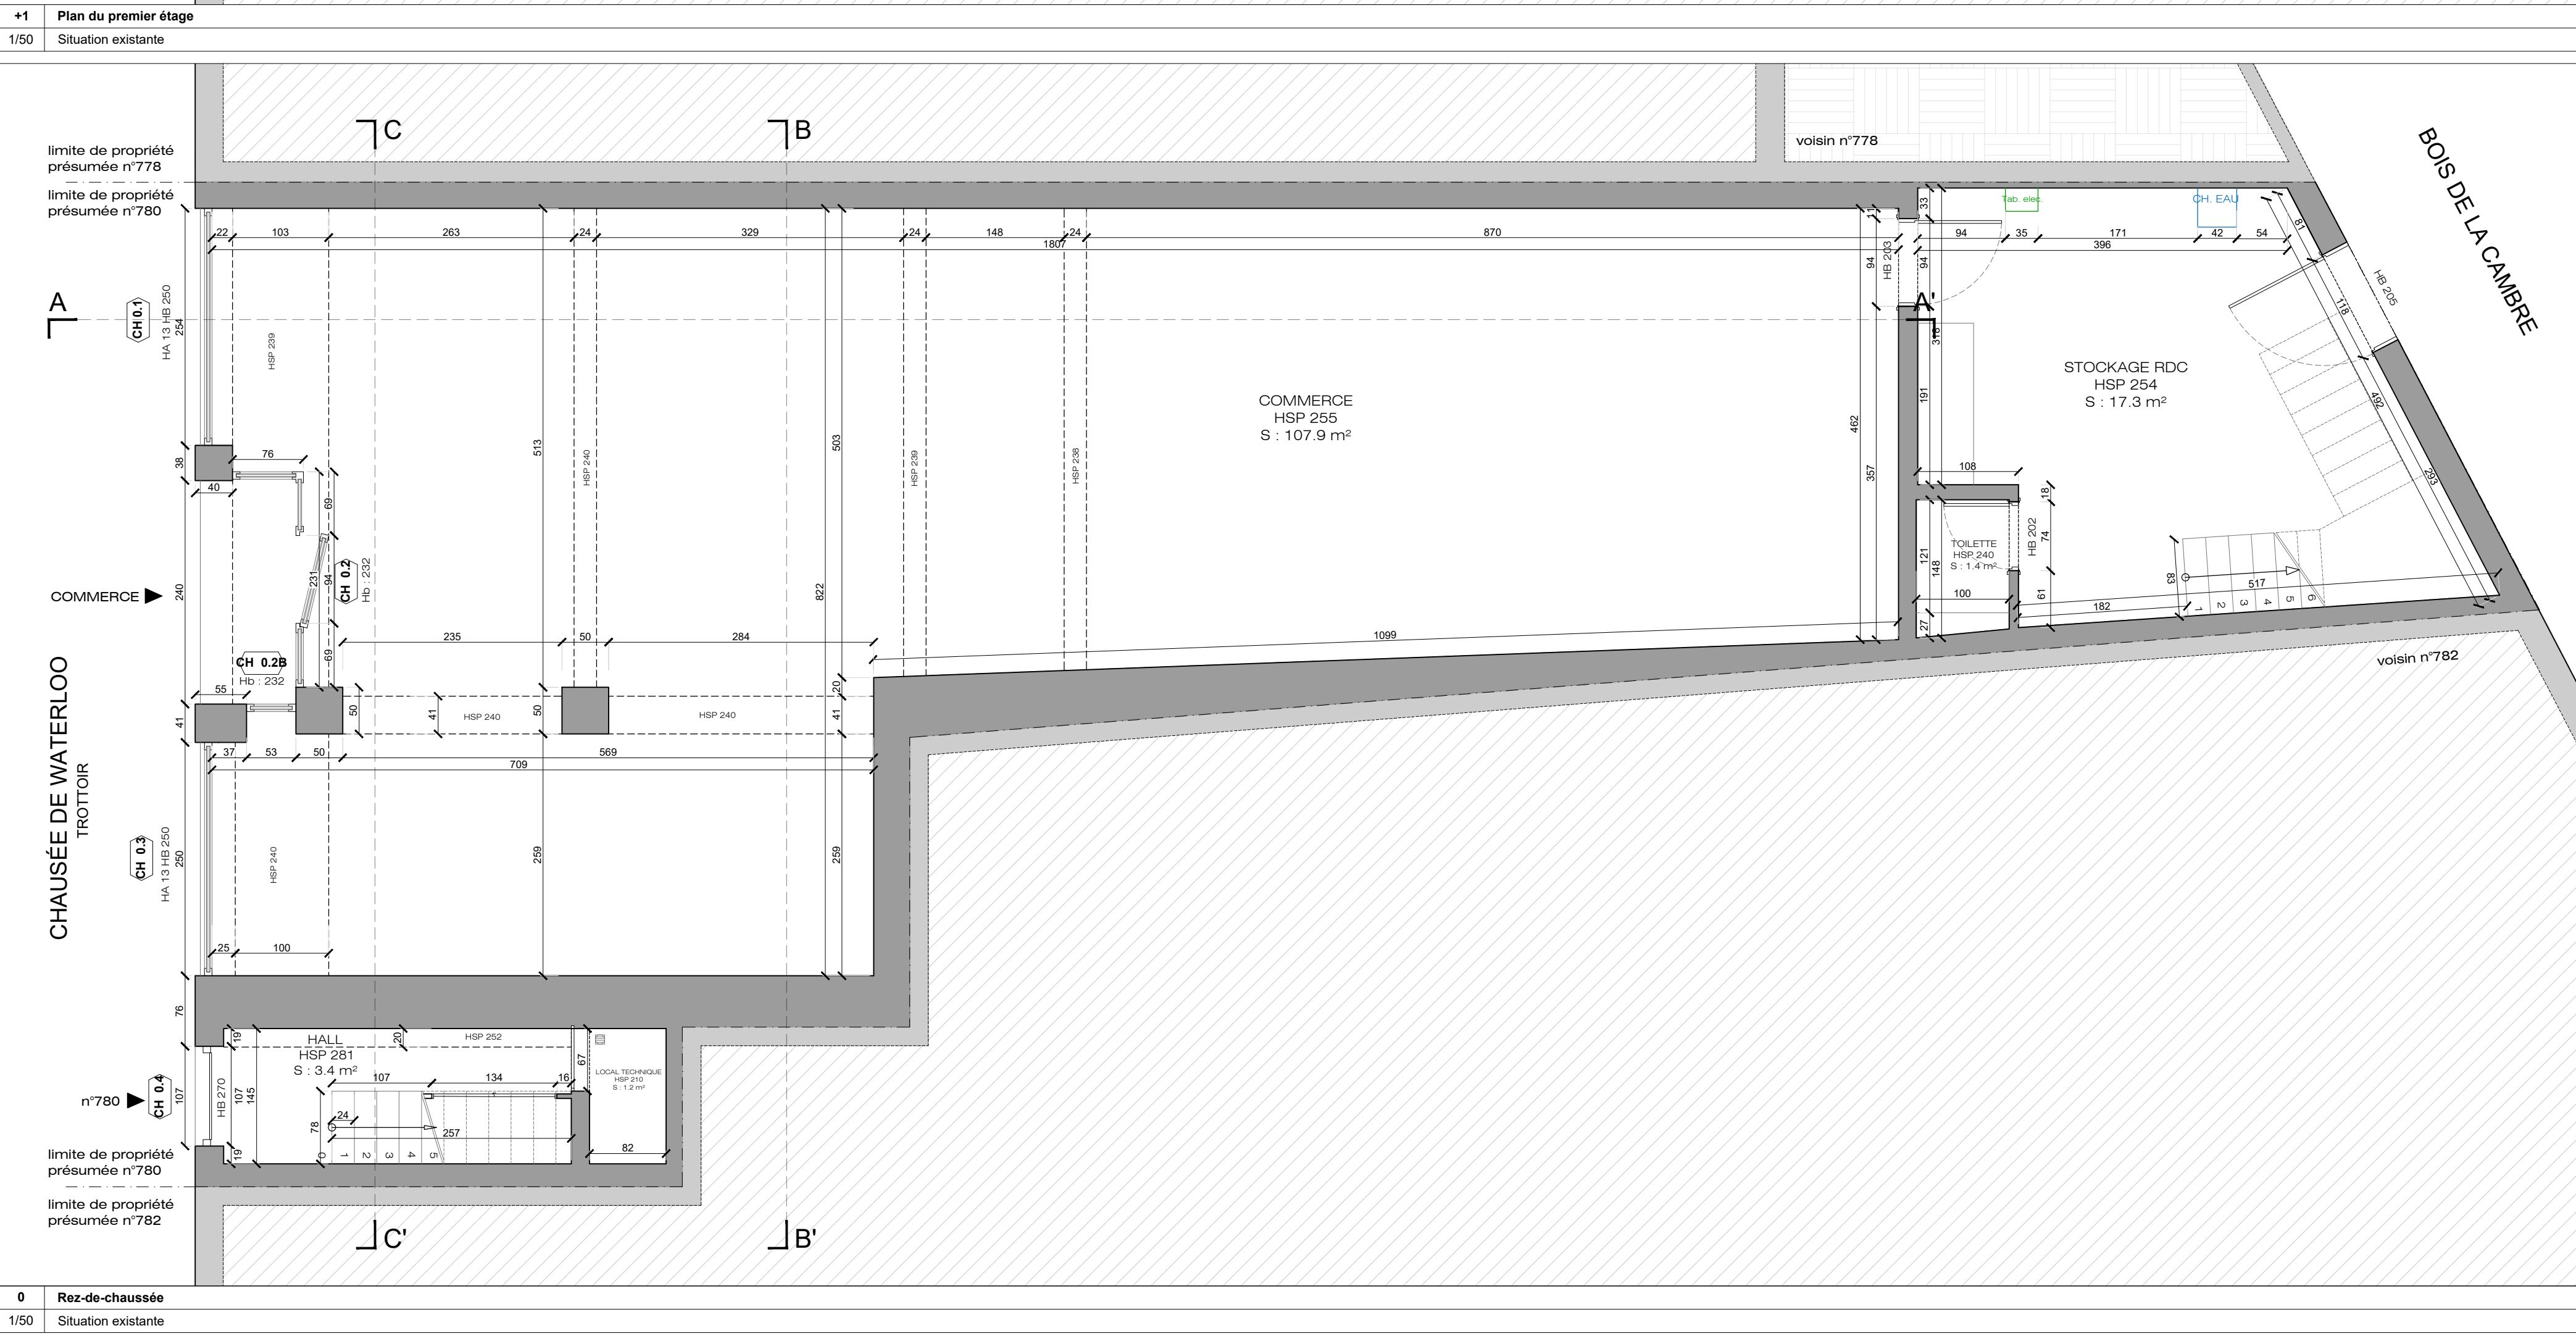 +1 Plan du premier étage
1/50 Situation existante
limite de propriété
présumée n°778
limite de propriété
présumée n°780
C
B
voisin n°778
BOIS DE LA CAMBRE
22 103 263 24 329 24 148 24 870
1807
11
33
Tab. elec.
CH. EAU
94 35 171 42 54
396
81
HB 203
94
94
HB 205
118
A
A'
CH 0.1
HA 13 HB 250
254
HSP 239
COMMERCE
HSP 255
S : 107.9 m²
STOCKAGE RDC
HSP 254
S : 17.3 m²
492
293
191
462
357
513
503
HSP 240
HSP 239
HSP 238
38
76
40
69
108
18
HB 202
74
61
TOILETTE
HSP 240
S : 1.4 m²
121
148
100
27
COMMERCE
240
231
94
CH 0.2
Hb : 232
822
83
517
182
1 2 3 4 5 6
69
235 50 284
1099
CH 0.2B
Hb : 232
55
20
voisin n°782
41
50
41
HSP 240
50
HSP 240
41
37 53 50 569
709
CHAUSÉE DE WATERLOO
TROTTOIR
CH 0.3
HA 13 HB 250
250
HSP 240
259
259
25 100
76
19
HALL
HSP 281
S : 3.4 m²
20
HSP 252
67
LOCAL TECHNIQUE
HSP 210
S : 1.2 m²
107 134 16
n°780
CH 0.4
107
HB 270
107
145
24
78
257
0 1 2 3 4 5
82
19
limite de propriété
présumée n°780
limite de propriété
présumée n°782
C'
B'
0 Rez-de-chaussée
1/50 Situation existante